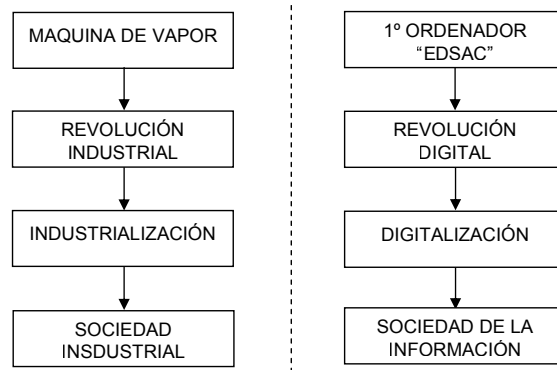 MAQUINA DE VAPOR
REVOLUCIÓN
INDUSTRIAL
INDUSTRIALIZACIÓN
SOCIEDAD
INSDUSTRIAL
1º ORDENADOR
“EDSAC”
REVOLUCIÓN
DIGITAL
DIGITALIZACIÓN
SOCIEDAD DE LA
INFORMACIÓN